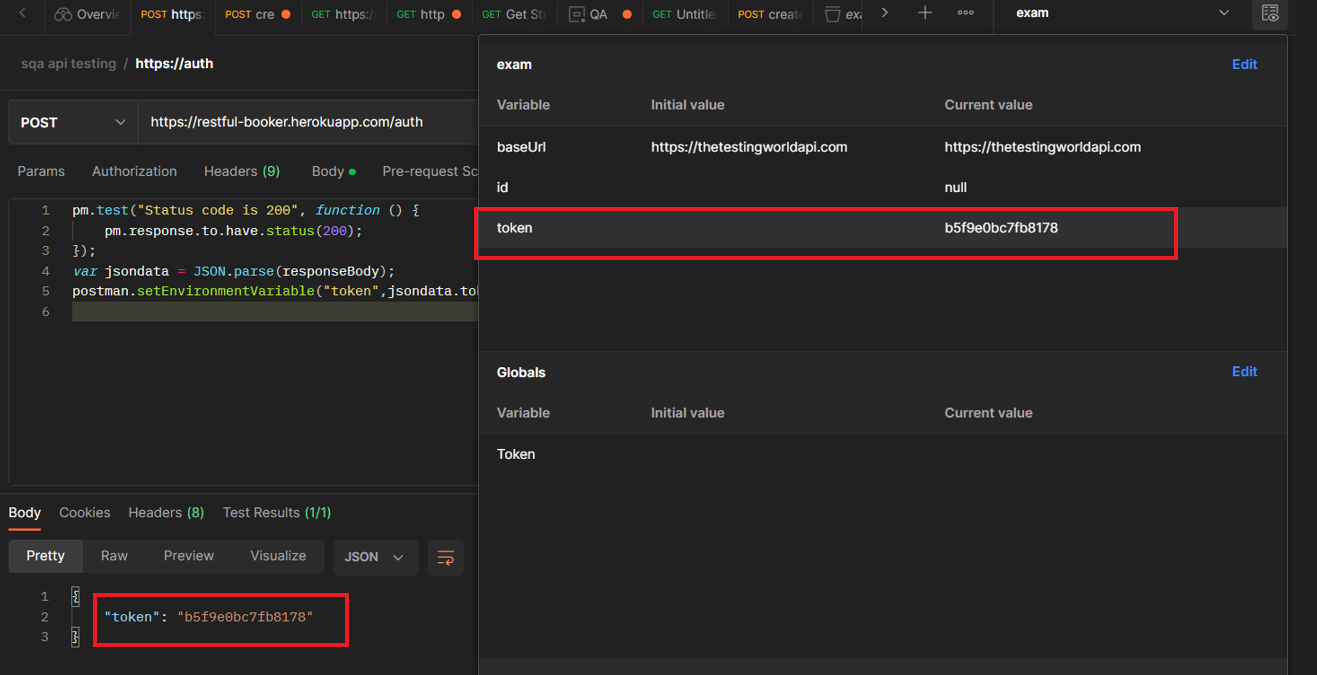 Overvie POST https: POST cre GET https:/ GET http GET Get Stu QA GET Untitle POST create exa exam
sqa api testing / https://auth
POST https://restful-booker.herokuapp.com/auth
Params Authorization Headers (9) Body Pre-request Sc
1 pm.test("Status code is 200", function () {
2 pm.response.to.have.status(200);
3 });
4 var jsondata = JSON.parse(responseBody);
5 postman.setEnvironmentVariable("token",jsondata.tok
6
exam Edit
Variable Initial value Current value
baseUrl https://thetestingworldapi.com https://thetestingworldapi.com
id null
token b5f9e0bc7fb8178
Globals Edit
Variable Initial value Current value
Token
Body Cookies Headers (8) Test Results (1/1)
Pretty Raw Preview Visualize JSON
1 {
2 "token": "b5f9e0bc7fb8178"
3 }